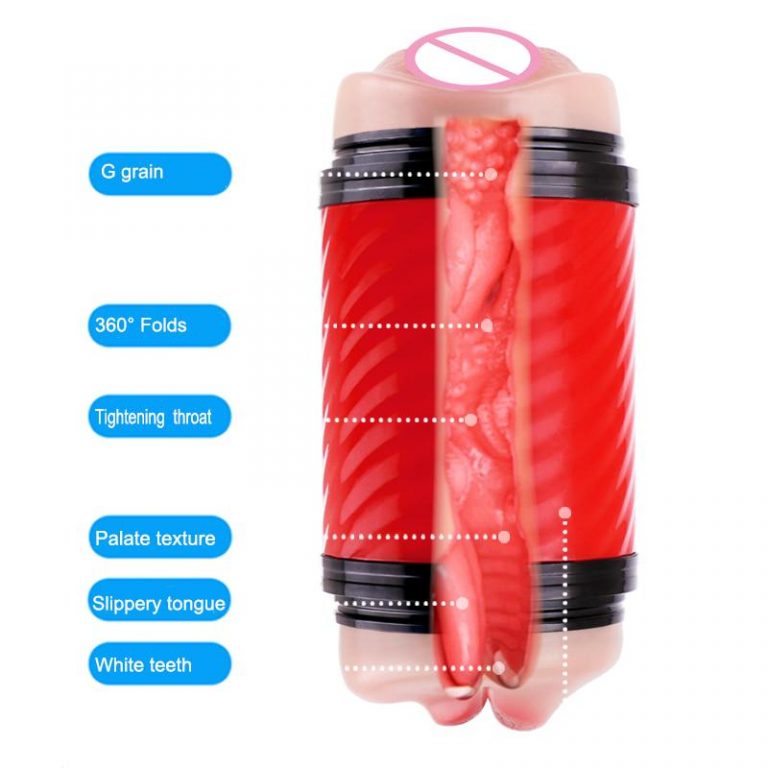 G grain
360° Folds
Tightening throat
Palate texture
Slippery tongue
White teeth